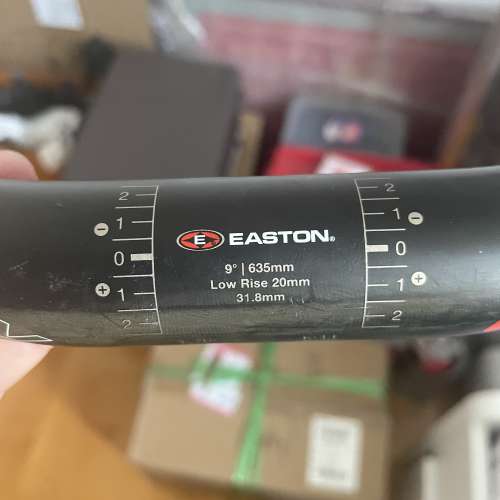 2 2
1 1
- -
E EASTON®
0 0
9° | 635mm
Low Rise 20mm
+ +
1 1
31.8mm
2 2